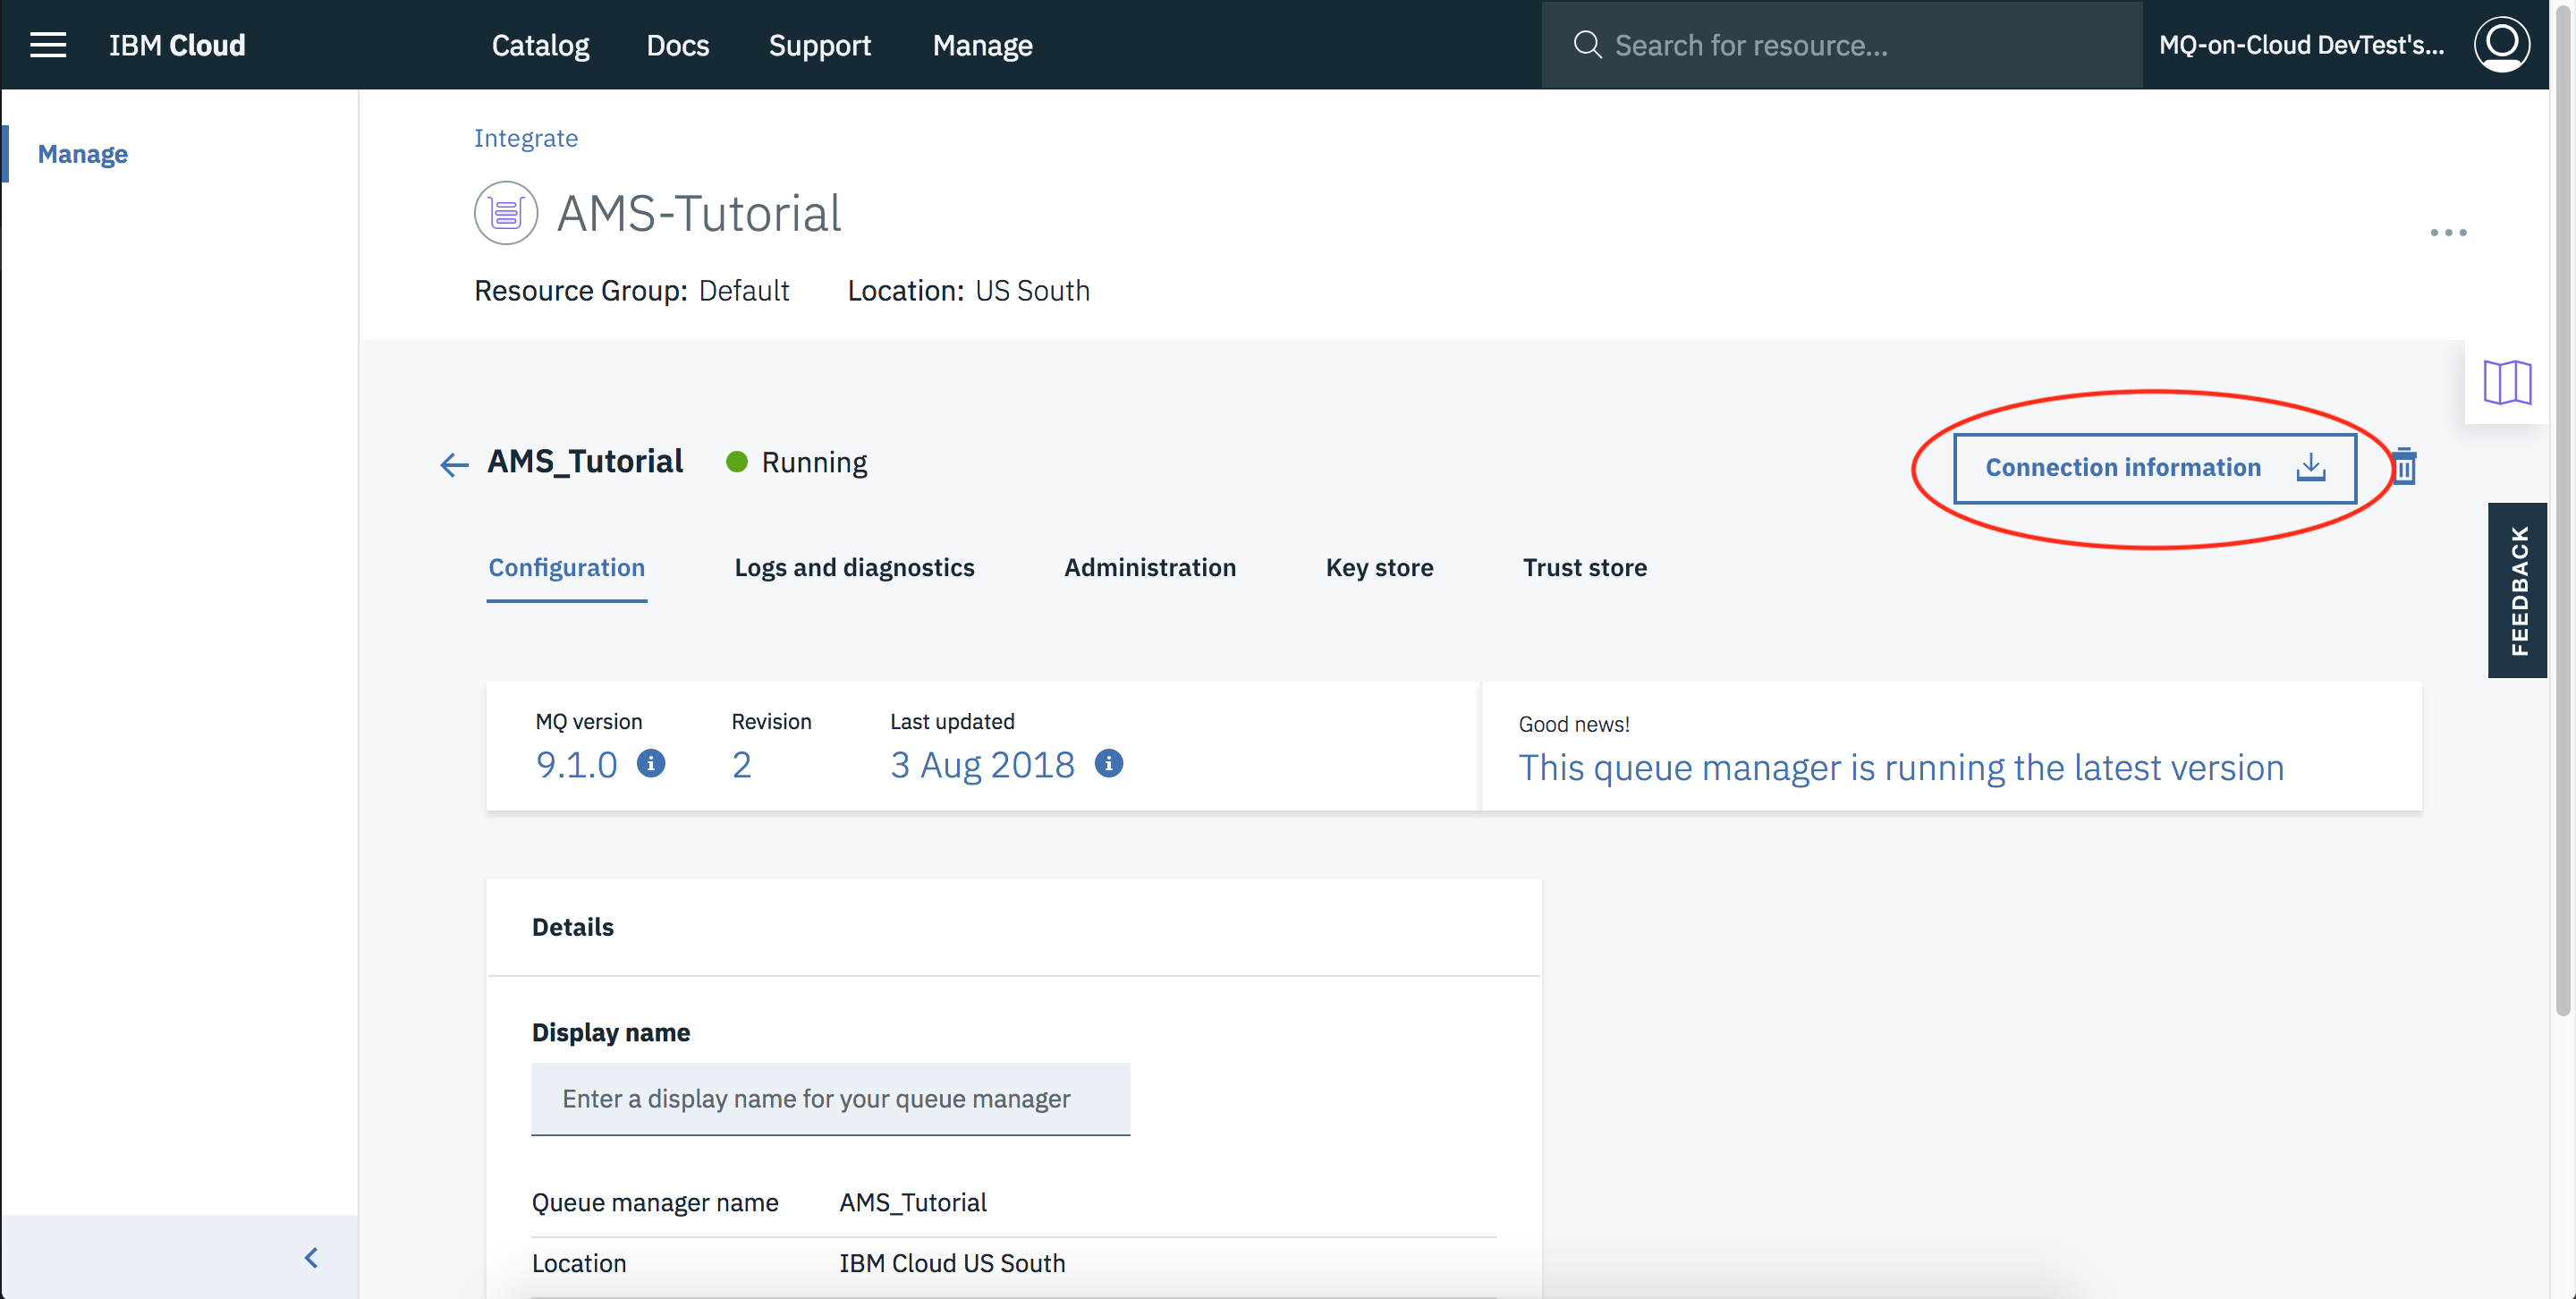 IBM Cloud
Catalog
Docs
Support
Manage
Search for resource...
MQ-on-Cloud DevTest's...
Manage
Integrate
AMS-Tutorial
Resource Group: Default
Location: US South
AMS_Tutorial
Running
Connection information
FEEDBACK
Configuration
Logs and diagnostics
Administration
Key store
Trust store
MQ version
Revision
Last updated
9.1.0
2
3 Aug 2018
Good news!
This queue manager is running the latest version
Details
Display name
Enter a display name for your queue manager
Queue manager name AMS_Tutorial
Location IBM Cloud US South